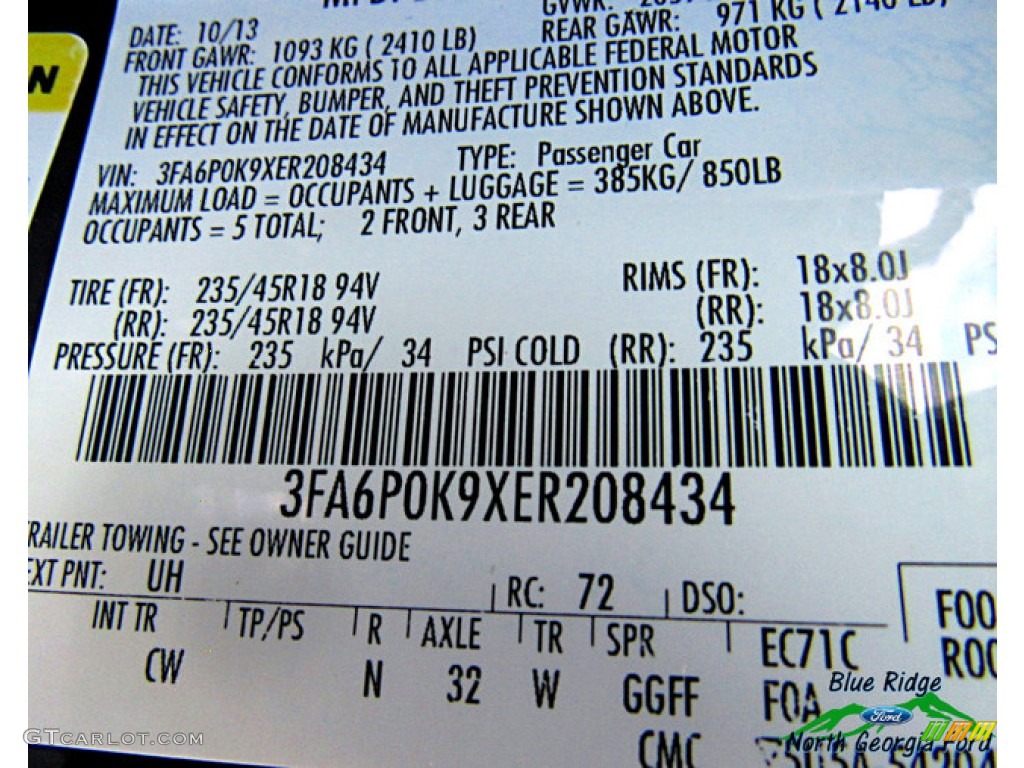 GVWR:
DATE: 10/13
REAR GAWR: 971 KG ( 2140 LB)
FRONT GAWR: 1093 KG ( 2410 LB)
THIS VEHICLE CONFORMS TO ALL APPLICABLE FEDERAL MOTOR
VEHICLE SAFETY, BUMPER, AND THEFT PREVENTION STANDARDS
IN EFFECT ON THE DATE OF MANUFACTURE SHOWN ABOVE.
VIN: 3FA6P0K9XER208434 TYPE: Passenger Car
MAXIMUM LOAD = OCCUPANTS + LUGGAGE = 385KG/ 850LB
OCCUPANTS = 5 TOTAL; 2 FRONT, 3 REAR
TIRE (FR): 235/45R18 94V RIMS (FR): 18x8.0J
(RR): 235/45R18 94V (RR): 18x8.0J
PRESSURE (FR): 235 kPa/ 34 PSI COLD (RR): 235 kPa/ 34 PS
3FA6P0K9XER208434
RAILER TOWING - SEE OWNER GUIDE
EXT PNT: UH RC: 72 DSO:
INT TR TP/PS R AXLE TR SPR EC71C
CW N 32 W GGFF FOA
CMC
FOO
ROO
N
Blue Ridge
Ford
North Georgia Ford
GTCARLOT.COM